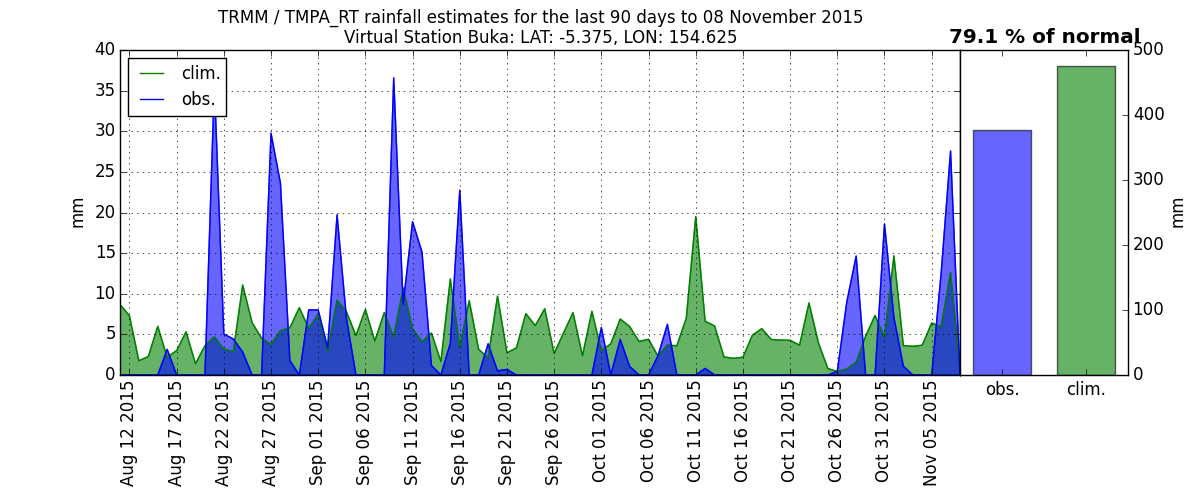 TRMM / TMPA_RT rainfall estimates for the last 90 days to 08 November 2015
Virtual Station Buka: LAT: -5.375, LON: 154.625
79.1 % of normal
clim.
obs.
40
35
30
25
20
15
10
5
0
mm
500
400
300
200
100
0
mm
obs.
clim.
Aug 12 2015
Aug 17 2015
Aug 22 2015
Aug 27 2015
Sep 01 2015
Sep 06 2015
Sep 11 2015
Sep 16 2015
Sep 21 2015
Sep 26 2015
Oct 01 2015
Oct 06 2015
Oct 11 2015
Oct 16 2015
Oct 21 2015
Oct 26 2015
Oct 31 2015
Nov 05 2015